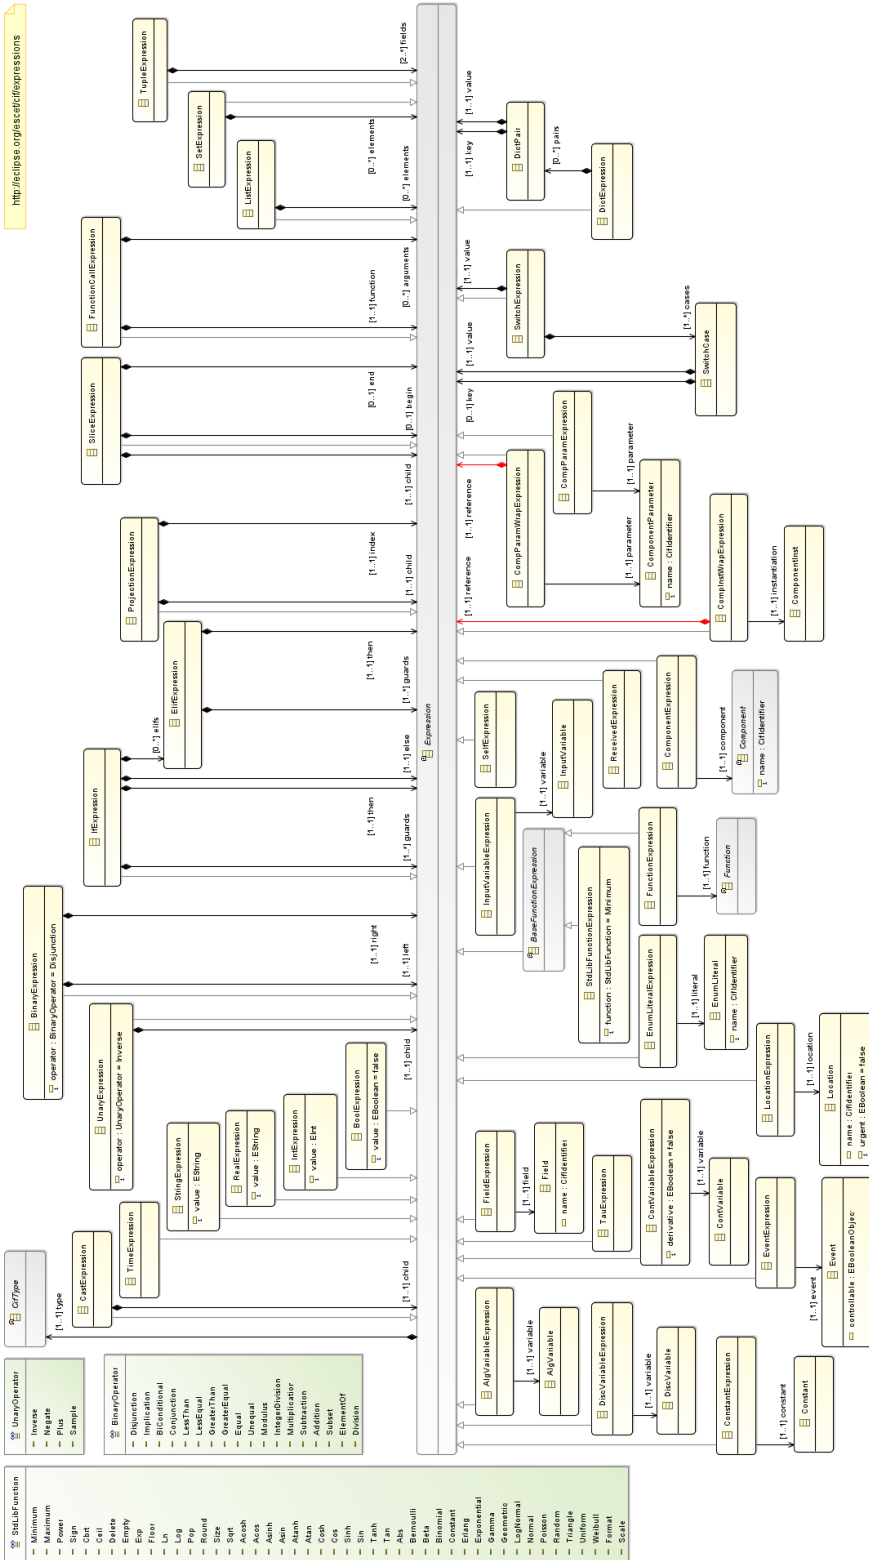 http://eclipse.org/escet/cif/expressions
TupleExpression
[2..*] fields
SetExpression
[0..*] elements
ListExpression
[0..*] elements
FunctionCallExpression
[0..*] arguments
[1..1] function
SliceExpression
[0..1] end
[0..1] begin
[1..1] child
ProjectionExpression
[1..1] index
[1..1] child
ElifExpression
[1..1] then
[1..*] guards
[0..*] elifs
IfExpression
[1..1] else
[1..1] then
[1..*] guards
BinaryExpression
operator : BinaryOperator = Disjunction
[1..1] right
[1..1] left
UnaryExpression
operator : UnaryOperator = Inverse
[1..1] child
BoolExpression
value : EBoolean = false
IntExpression
value : EInt
RealExpression
value : EString
StringExpression
value : EString
TimeExpression
CastExpression
[1..1] child
CifType
[1..1] type
Expression
DictPair
[1..1] value
[1..1] key
[0..*] pairs
DictExpression
SwitchExpression
[1..1] value
[1..*] cases
SwitchCase
[1..1] value
[0..1] key
CompParamExpression
[1..1] parameter
CompParamWrapExpression
[1..1] reference
[1..1] parameter
ComponentParameter
name : CifIdentifier
CompInstWrapExpression
[1..1] reference
[1..1] instantiation
ComponentInst
SelfExpression
ReceivedExpression
ComponentExpression
[1..1] component
Component
name : CifIdentifier
InputVariableExpression
[1..1] variable
InputVariable
BaseFunctionExpression
StdLibFunctionExpression
function : StdLibFunction = Minimum
FunctionExpression
[1..1] function
Function
EnumLiteralExpression
[1..1] literal
EnumLiteral
name : CifIdentifier
LocationExpression
[1..1] location
Location
name : CifIdentifier
urgent : EBoolean = false
FieldExpression
[1..1] field
Field
name : CifIdentifier
TauExpression
ContVariableExpression
derivative : EBoolean = false
[1..1] variable
ContVariable
EventExpression
[1..1] event
Event
controllable : EBooleanObject
AlgVariableExpression
[1..1] variable
AlgVariable
DiscVariableExpression
[1..1] variable
DiscVariable
ConstantExpression
[1..1] constant
Constant
UnaryOperator
Inverse
Negate
Plus
Sample
BinaryOperator
Disjunction
Implication
BiConditional
Conjunction
LessThan
LessEqual
GreaterThan
GreaterEqual
Equal
Unequal
Modulus
IntegerDivision
Multiplication
Subtraction
Addition
Subset
ElementOf
Division
StdLibFunction
Minimum
Maximum
Power
Sign
Cbrt
Ceil
Delete
Empty
Exp
Floor
Ln
Log
Pop
Round
Size
Sqrt
Acosh
Acos
Asinh
Asin
Atanh
Atan
Cosh
Cos
Sinh
Sin
Tanh
Tan
Abs
Bernoulli
Beta
Binomial
Constant
Erlang
Exponential
Gamma
Geometric
LogNormal
Normal
Poisson
Random
Triangle
Uniform
Weibull
Format
Scale